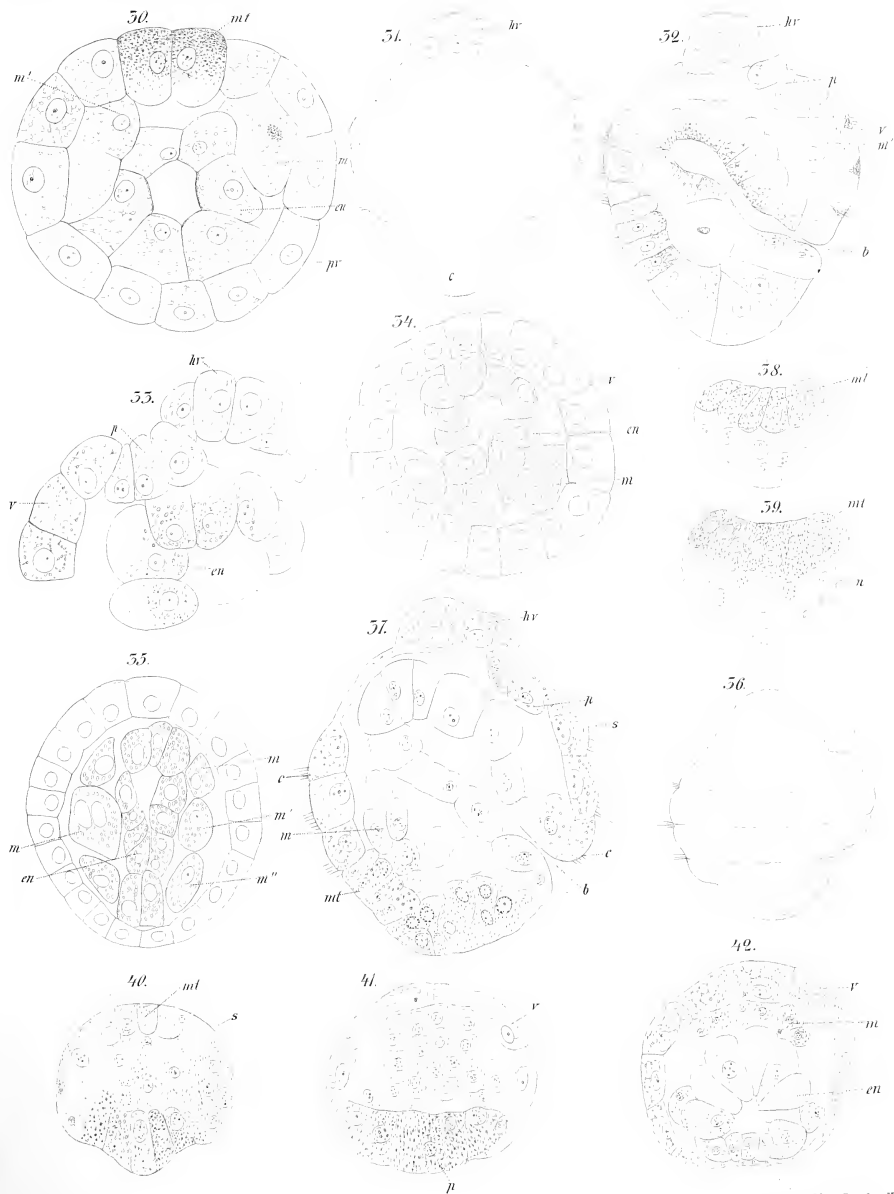 30.
mt
m'
m
en
pv
31.
hv
c
32.
hv
p
v
m'
b
33.
hv
p
v
en
34.
v
en
m
38.
mt
39.
mt
n
35.
m
m'
m
en
m''
37.
hv
p
s
c
m
c
b
mt
36.
40.
mt
s
41.
v
p
42.
v
m
en